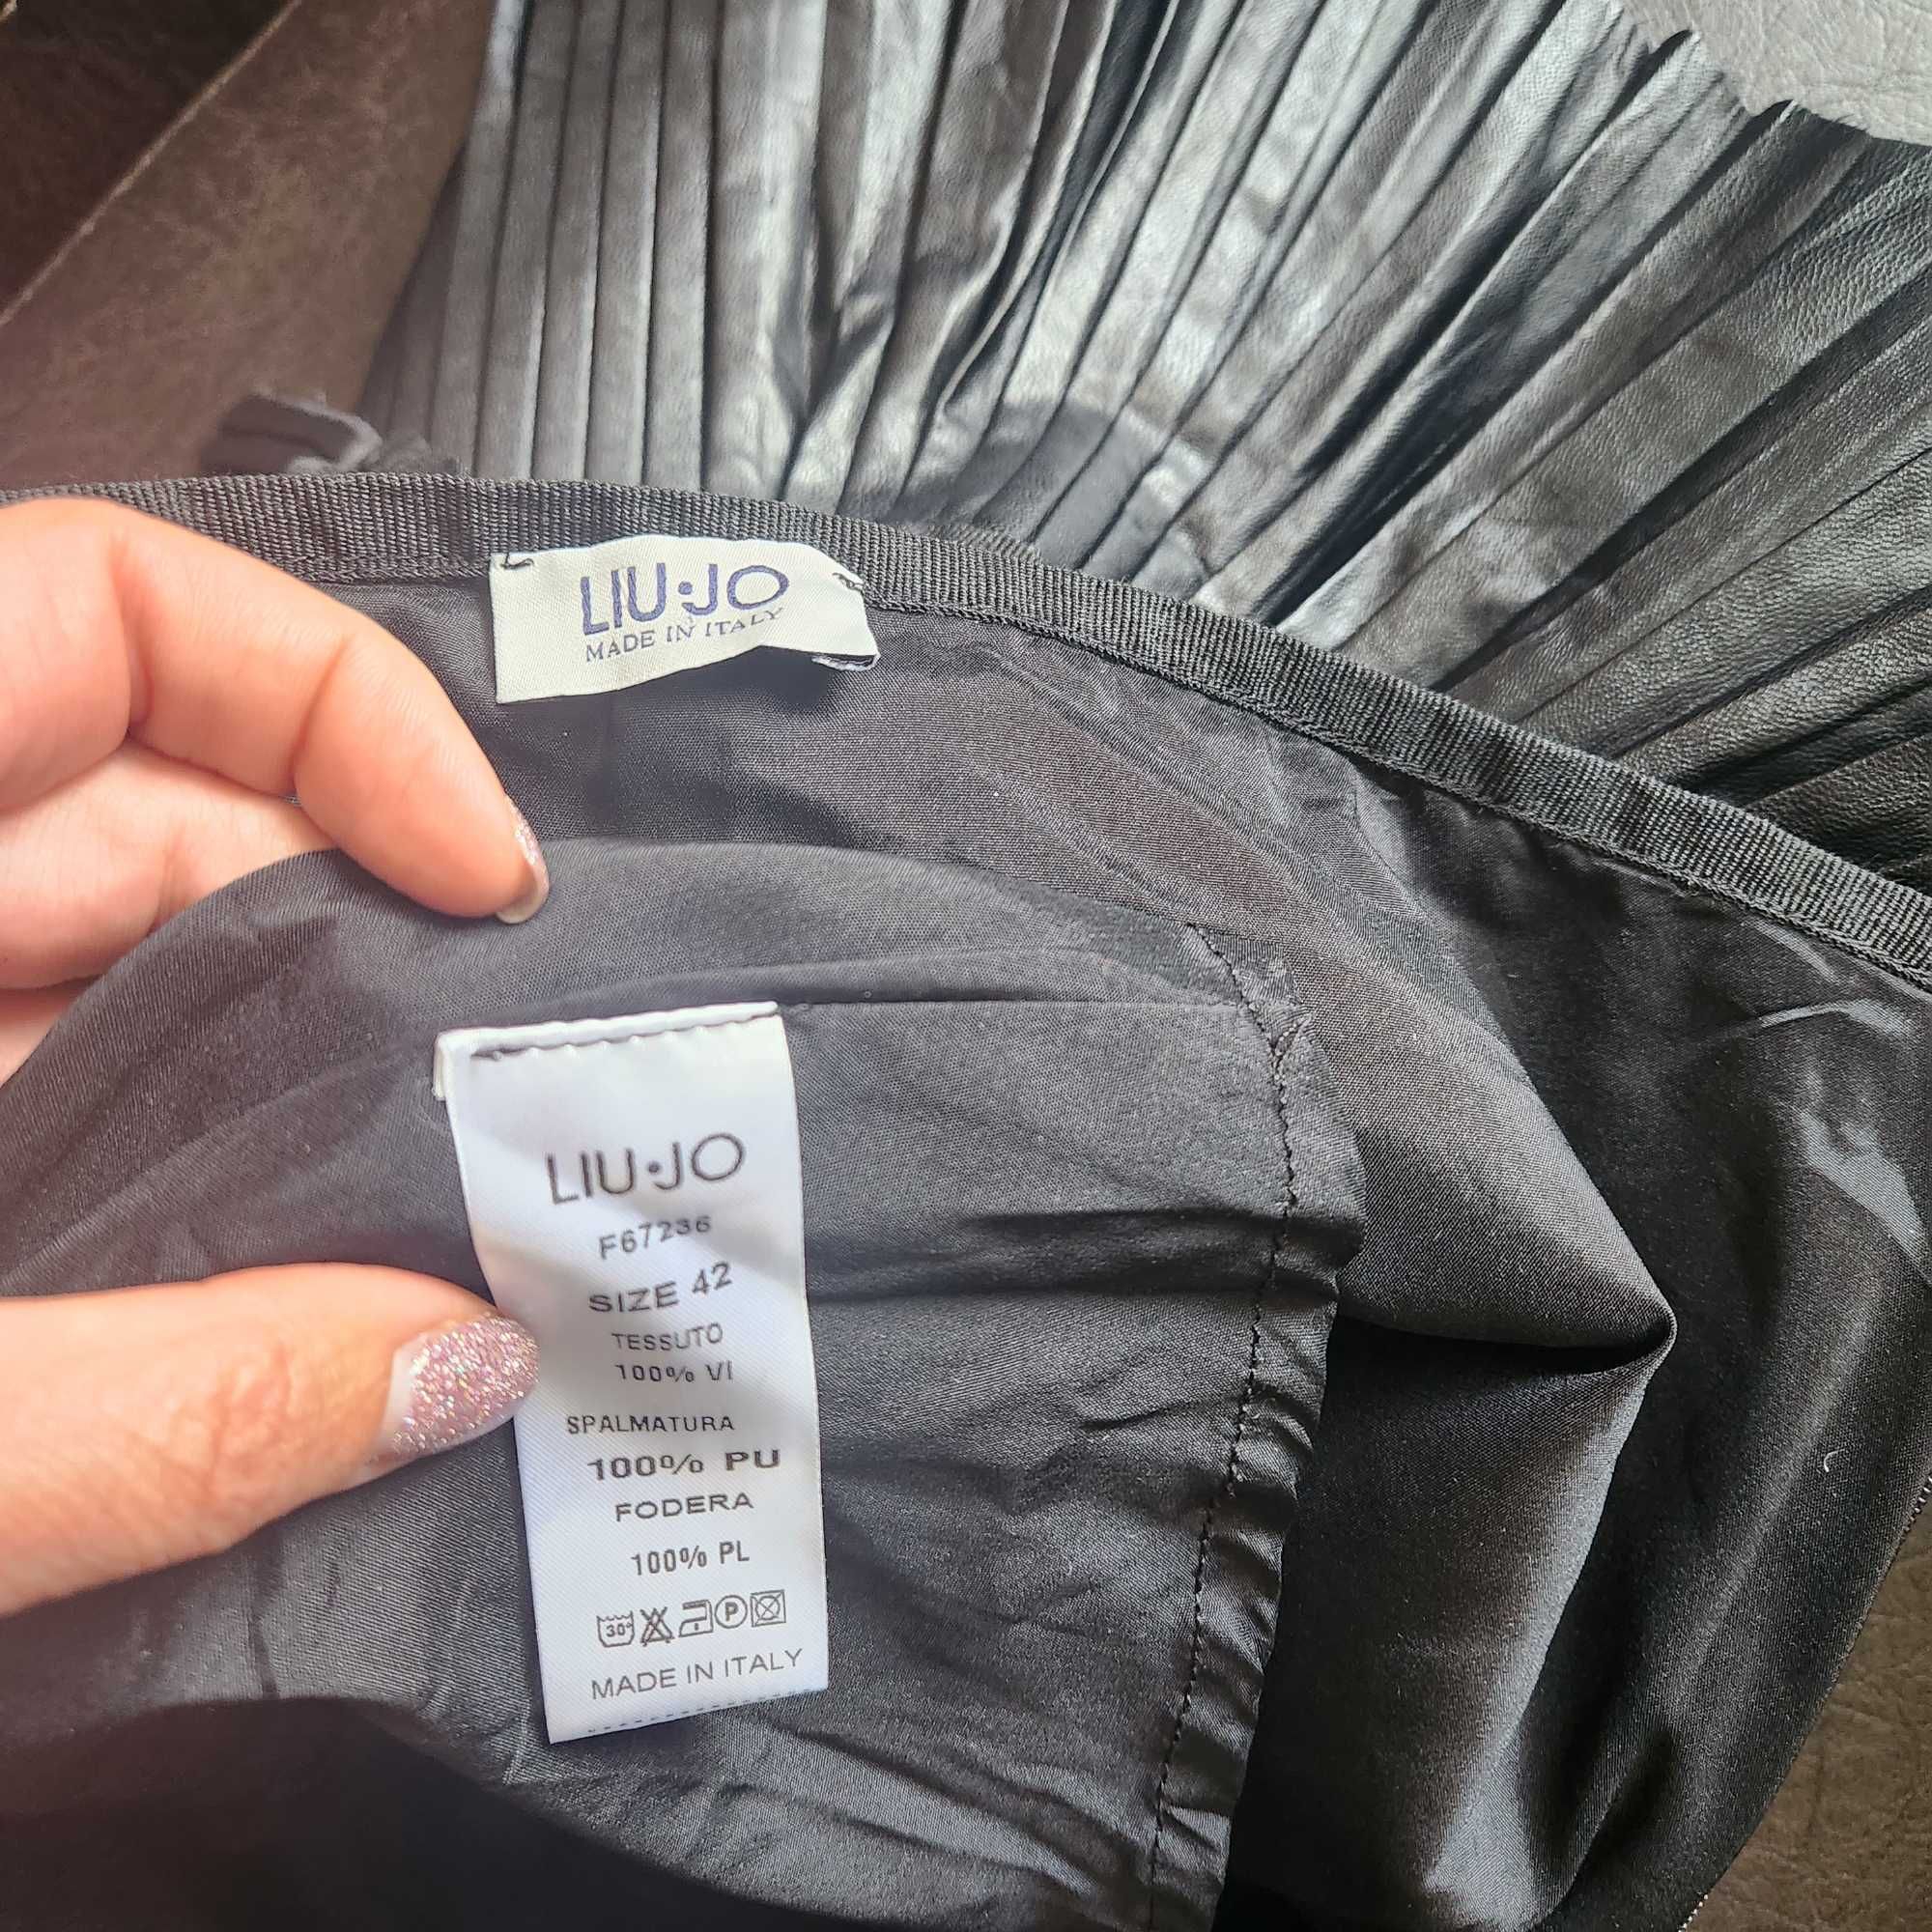 LIU·JO
MADE IN ITALY
LIU·JO
F67236
SIZE 42
TESSUTO
100% VI
SPALMATURA
100% PU
FODERA
100% PL
30° P
MADE IN ITALY